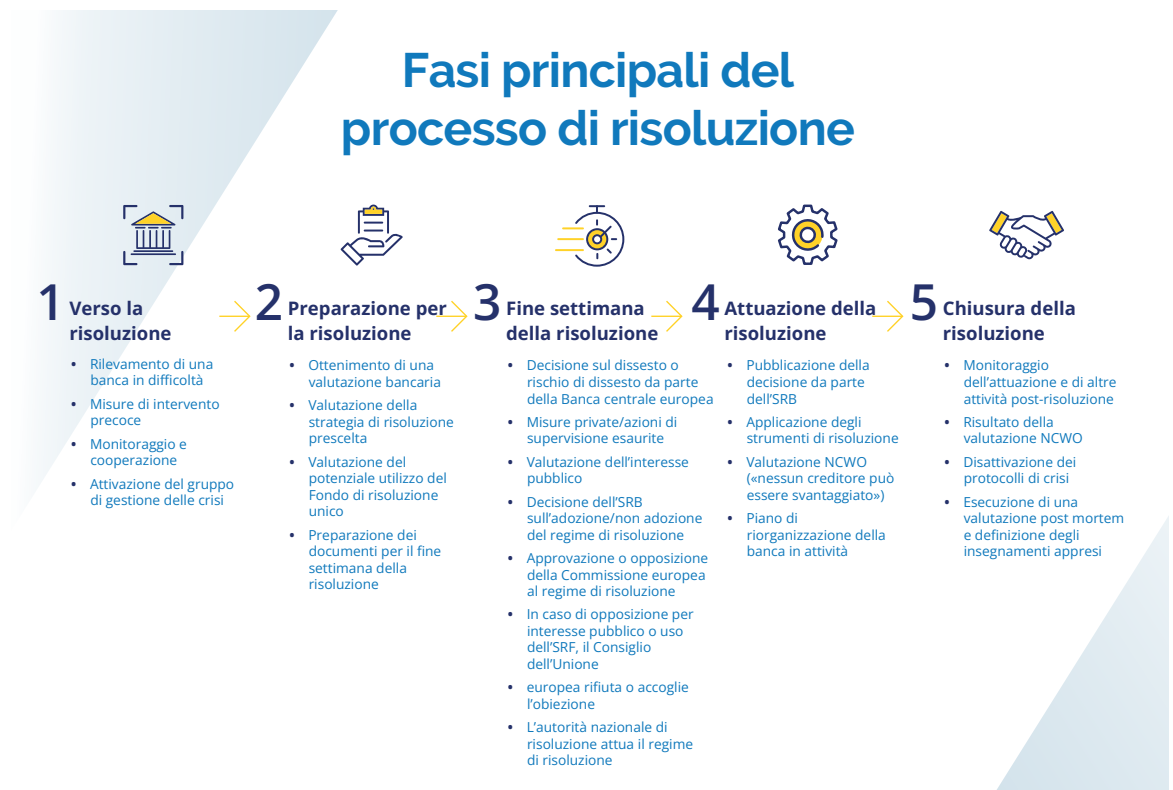 Fasi principali del
processo di risoluzione
1 Verso la
risoluzione
• Rilevamento di una
banca in difficoltà
• Misure di intervento
precoce
• Monitoraggio e
cooperazione
• Attivazione del gruppo
di gestione delle crisi
2 Preparazione per
la risoluzione
• Ottenimento di una
valutazione bancaria
• Valutazione della
strategia di risoluzione
prescelta
• Valutazione del
potenziale utilizzo del
Fondo di risoluzione
unico
• Preparazione dei
documenti per il fine
settimana della
risoluzione
3 Fine settimana
della risoluzione
• Decisione sul dissesto o
rischio di dissesto da parte
della Banca centrale europea
• Misure private/azioni di
supervisione esaurite
• Valutazione dell’interesse
pubblico
• Decisione dell’SRB
sull’adozione/non adozione
del regime di risoluzione
• Approvazione o opposizione
della Commissione europea
al regime di risoluzione
• In caso di opposizione per
interesse pubblico o uso
dell’SRF, il Consiglio
dell’Unione
• europea rifiuta o accoglie
l’obiezione
• L’autorità nazionale di
risoluzione attua il regime
di risoluzione
4 Attuazione della
risoluzione
• Pubblicazione della
decisione da parte
dell’SRB
• Applicazione degli
strumenti di risoluzione
• Valutazione NCWO
(«nessun creditore può
essere svantaggiato»)
• Piano di
riorganizzazione della
banca in attività
5 Chiusura della
risoluzione
• Monitoraggio
dell’attuazione e di altre
attività post-risoluzione
• Risultato della
valutazione NCWO
• Disattivazione dei
protocolli di crisi
• Esecuzione di una
valutazione post mortem
e definizione degli
insegnamenti appresi